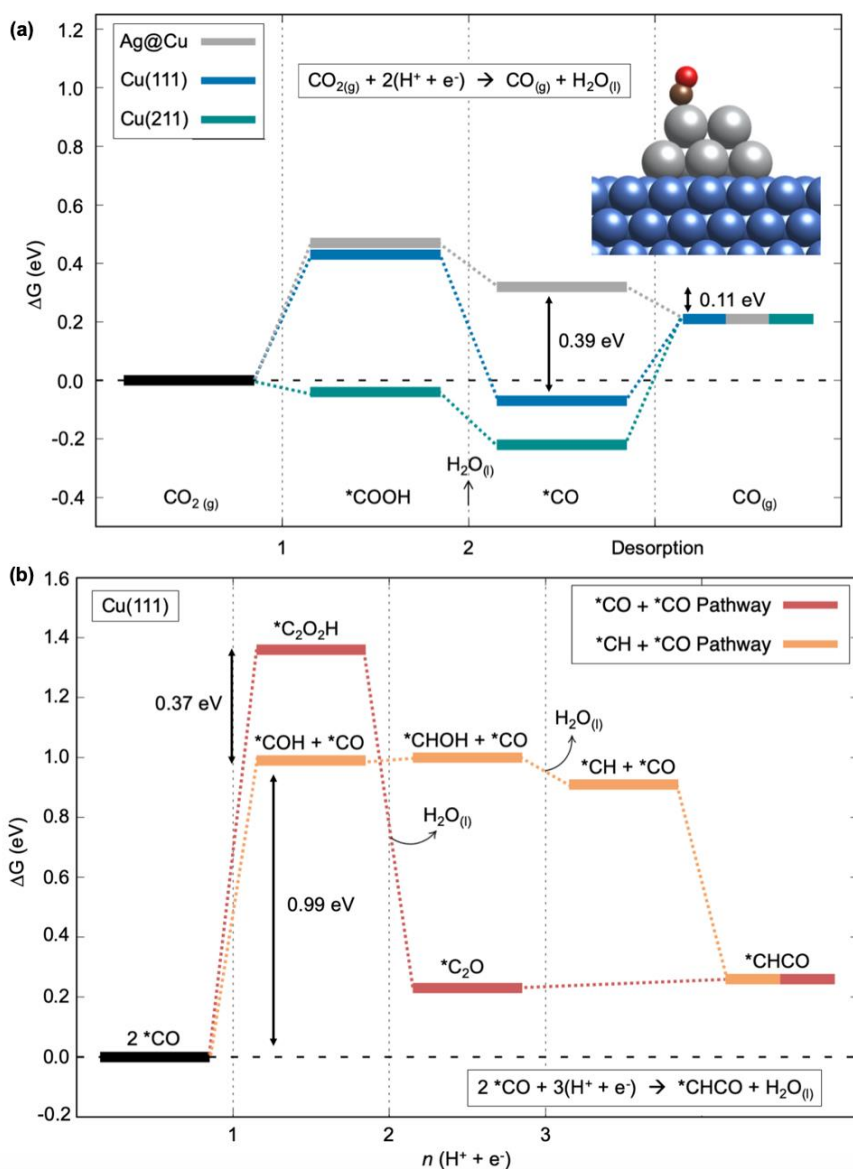 (a)
Ag@Cu
Cu(111)
Cu(211)
CO₂(g) + 2(H⁺ + e⁻) → CO(g) + H₂O(l)
1.2
1.0
0.8
0.6
0.4
0.2
0.0
-0.2
-0.4
ΔG (eV)
0.11 eV
0.39 eV
H₂O(l)
CO₂ (g)
*COOH
*CO
CO(g)
1
2
Desorption
(b)
Cu(111)
*CO + *CO Pathway
*CH + *CO Pathway
1.6
1.4
1.2
1.0
0.8
0.6
0.4
0.2
0.0
-0.2
ΔG (eV)
*C₂O₂H
0.37 eV
*COH + *CO
*CHOH + *CO
H₂O(l)
*CH + *CO
H₂O(l)
0.99 eV
*C₂O
*CHCO
2 *CO
2 *CO + 3(H⁺ + e⁻) → *CHCO + H₂O(l)
1
2
3
n (H⁺ + e⁻)